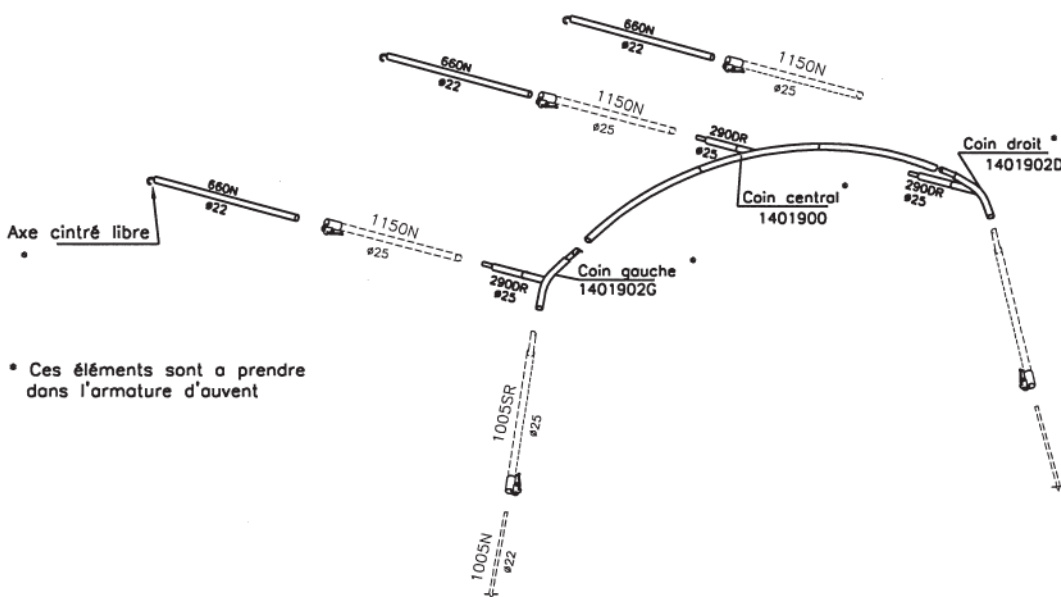 660N
ø22
1150N
ø25
660N
ø22
1150N
ø25
290DR
ø25
Coin droit *
1401902D
290DR
ø25
Coin central *
1401900
660N
ø22
Axe cintré libre
*
1150N
ø25
290DR
ø25
Coin gauche *
1401902G
* Ces éléments sont a prendre
dans l'armature d'auvent
1005SR
ø25
1005N
ø22